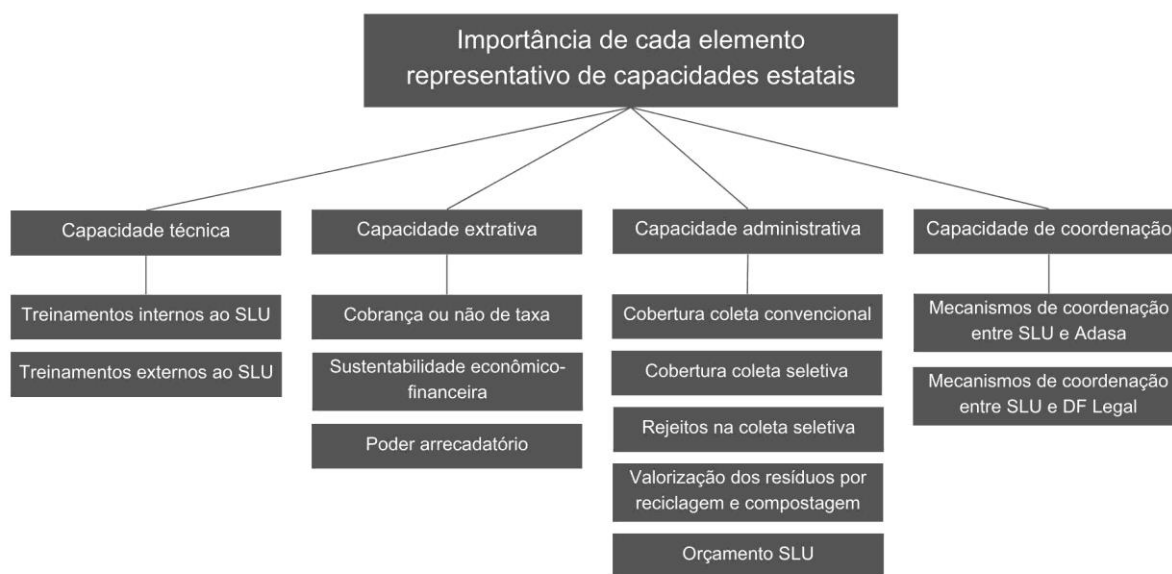 Importância de cada elemento
representativo de capacidades estatais
Capacidade técnica
Treinamentos internos ao SLU
Treinamentos externos ao SLU
Capacidade extrativa
Cobrança ou não de taxa
Sustentabilidade econômico-
financeira
Poder arrecadatório
Capacidade administrativa
Cobertura coleta convencional
Cobertura coleta seletiva
Rejeitos na coleta seletiva
Valorização dos resíduos por
reciclagem e compostagem
Orçamento SLU
Capacidade de coordenação
Mecanismos de coordenação
entre SLU e Adasa
Mecanismos de coordenação
entre SLU e DF Legal